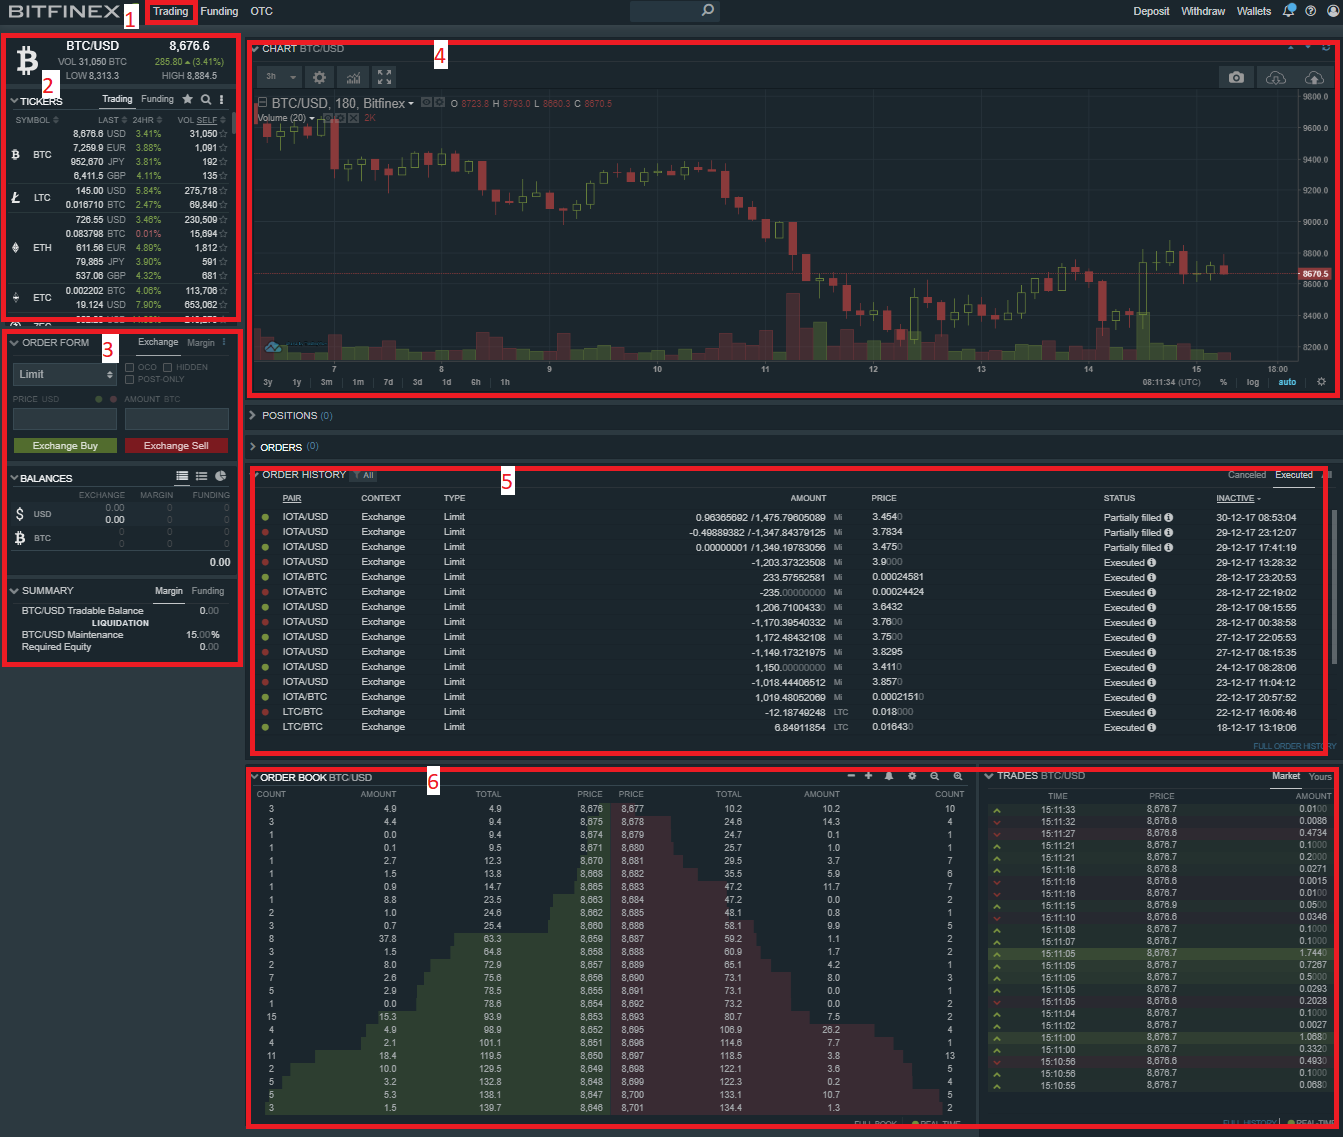 BITFINEX 1 Trading Funding OTC Deposit Withdraw Wallets
BTC/USD 8,676.6
VOL 31,050 BTC 285.80 (3.41%)
LOW 8,313.3 HIGH 8,884.5
2
TICKERS Trading Funding
SYMBOL LAST 24HR VOL SELF
8,676.6 USD 3.41% 31,050
7,259.9 EUR 3.88% 1,091
BTC
952,670 JPY 3.81% 192
6,411.5 GBP 4.11% 135
145.00 USD 5.84% 275,718
LTC
0.016710 BTC 2.47% 69,840
726.55 USD 3.46% 230,509
0.083798 BTC 0.01% 15,694
ETH 611.56 EUR 4.89% 1,812
79,865 JPY 3.90% 591
537.06 GBP 4.32% 681
0.002202 BTC 4.06% 113,706
ETC
19.124 USD 7.90% 653,062
ORDER FORM 3 Exchange Margin
Limit OCO HIDDEN
POST-ONLY
PRICE USD AMOUNT BTC
Exchange Buy Exchange Sell
BALANCES
EXCHANGE MARGIN FUNDING
USD 0.00 0 0
0.00 0 0
BTC 0 0 0
0 0 0
0.00
SUMMARY Margin Funding
BTC/USD Tradable Balance 0.00
LIQUIDATION
BTC/USD Maintenance 15.00%
Required Equity 0.00
CHART BTC/USD 4
3h
BTC/USD, 180, Bitfinex O 8723.8 H 8793.0 L 8660.3 C 8670.5
Volume (20) 2K
9800.0
9600.0
9400.0
9200.0
9000.0
8800.0
8670.5
8600.0
8400.0
8200.0
7 8 9 10 11 12 13 14 15 18:00
3y 1y 3m 1m 7d 3d 1d 6h 1h 08:11:34 (UTC) % log auto
POSITIONS (0)
ORDERS (0)
ORDER HISTORY All 5 Canceled Executed
PAIR CONTEXT TYPE AMOUNT PRICE STATUS INACTIVE
IOTA/USD Exchange Limit 0.96365692 /1,475.79605089 Mi 3.4540 Partially filled 30-12-17 08:53:04
IOTA/USD Exchange Limit -0.49889382 /-1,347.84379125 Mi 3.7834 Partially filled 29-12-17 23:12:07
IOTA/USD Exchange Limit 0.00000001 /1,349.19783056 Mi 3.4750 Partially filled 29-12-17 17:41:19
IOTA/USD Exchange Limit -1,203.37323508 Mi 3.9000 Executed 29-12-17 13:28:32
IOTA/BTC Exchange Limit 233.57552581 Mi 0.00024581 Executed 28-12-17 23:20:53
IOTA/BTC Exchange Limit -235.00000000 Mi 0.00024424 Executed 28-12-17 22:19:02
IOTA/USD Exchange Limit 1,206.71004330 Mi 3.6432 Executed 28-12-17 09:15:55
IOTA/USD Exchange Limit -1,170.39540332 Mi 3.7600 Executed 28-12-17 00:38:58
IOTA/USD Exchange Limit 1,172.48432108 Mi 3.7500 Executed 27-12-17 22:05:53
IOTA/USD Exchange Limit -1,149.17321975 Mi 3.8295 Executed 27-12-17 08:15:35
IOTA/USD Exchange Limit 1,150.00000000 Mi 3.4110 Executed 24-12-17 08:28:06
IOTA/USD Exchange Limit -1,018.44406512 Mi 3.8570 Executed 23-12-17 11:04:12
IOTA/BTC Exchange Limit 1,019.48052069 Mi 0.00021510 Executed 22-12-17 20:57:52
LTC/BTC Exchange Limit -12.18749248 LTC 0.018000 Executed 22-12-17 16:06:46
LTC/BTC Exchange Limit 6.84911854 LTC 0.016430 Executed 18-12-17 13:19:06
FULL ORDER HISTORY
ORDER BOOK BTC/USD 6
COUNT AMOUNT TOTAL PRICE PRICE TOTAL AMOUNT COUNT
3 4.9 4.9 8,676 8,677 10.2 10.2 10
3 4.4 9.4 8,675 8,678 24.6 14.3 4
1 0.0 9.4 8,674 8,679 24.7 0.1 1
1 0.1 9.5 8,671 8,680 25.7 1.0 1
1 2.7 12.3 8,670 8,681 29.5 3.7 7
1 1.5 13.8 8,668 8,682 35.5 5.9 6
1 0.9 14.7 8,665 8,683 47.2 11.7 7
1 8.8 23.5 8,663 8,684 47.2 0.0 2
2 1.0 24.6 8,662 8,685 48.1 0.8 1
3 0.7 25.4 8,660 8,686 58.1 9.9 5
8 37.8 63.3 8,659 8,687 59.2 1.1 2
3 1.5 64.8 8,658 8,688 60.9 1.7 2
2 8.0 72.9 8,657 8,689 65.1 4.2 1
7 2.6 75.6 8,656 8,690 73.1 8.0 3
5 2.9 78.5 8,655 8,691 73.1 0.0 1
1 0.0 78.6 8,654 8,692 73.2 0.0 2
15 15.3 93.9 8,653 8,693 80.7 7.5 2
4 4.9 98.9 8,652 8,695 106.9 26.2 4
4 2.1 101.1 8,651 8,696 114.6 7.7 1
11 18.4 119.5 8,650 8,697 118.5 3.8 13
2 10.0 129.5 8,649 8,698 122.1 3.6 5
5 3.2 132.8 8,648 8,699 122.3 0.2 4
5 5.3 138.1 8,647 8,700 133.1 10.7 5
3 1.5 139.7 8,646 8,701 134.4 1.3 2
FULL BOOK REAL-TIME
TRADES BTC/USD Market Yours
TIME PRICE AMOUNT
15:11:33 8,676.7 0.0100
15:11:32 8,676.6 0.0086
15:11:27 8,676.6 0.4734
15:11:21 8,676.7 0.1000
15:11:21 8,676.7 0.2000
15:11:16 8,676.8 0.0271
15:11:16 8,676.6 0.0015
15:11:16 8,676.7 0.0100
15:11:15 8,676.9 0.0500
15:11:10 8,676.6 0.0346
15:11:08 8,676.7 0.1000
15:11:07 8,676.7 0.1000
15:11:05 8,676.7 1.7440
15:11:05 8,676.7 0.7267
15:11:05 8,676.7 0.5000
15:11:05 8,676.7 0.0293
15:11:05 8,676.6 0.2028
15:11:04 8,676.7 0.1000
15:11:02 8,676.7 0.0027
15:11:00 8,676.7 1.0680
15:11:00 8,676.7 0.3320
15:10:56 8,676.6 0.4930
15:10:56 8,676.7 0.1000
15:10:55 8,676.7 0.0680
FULL HISTORY REAL-TIME